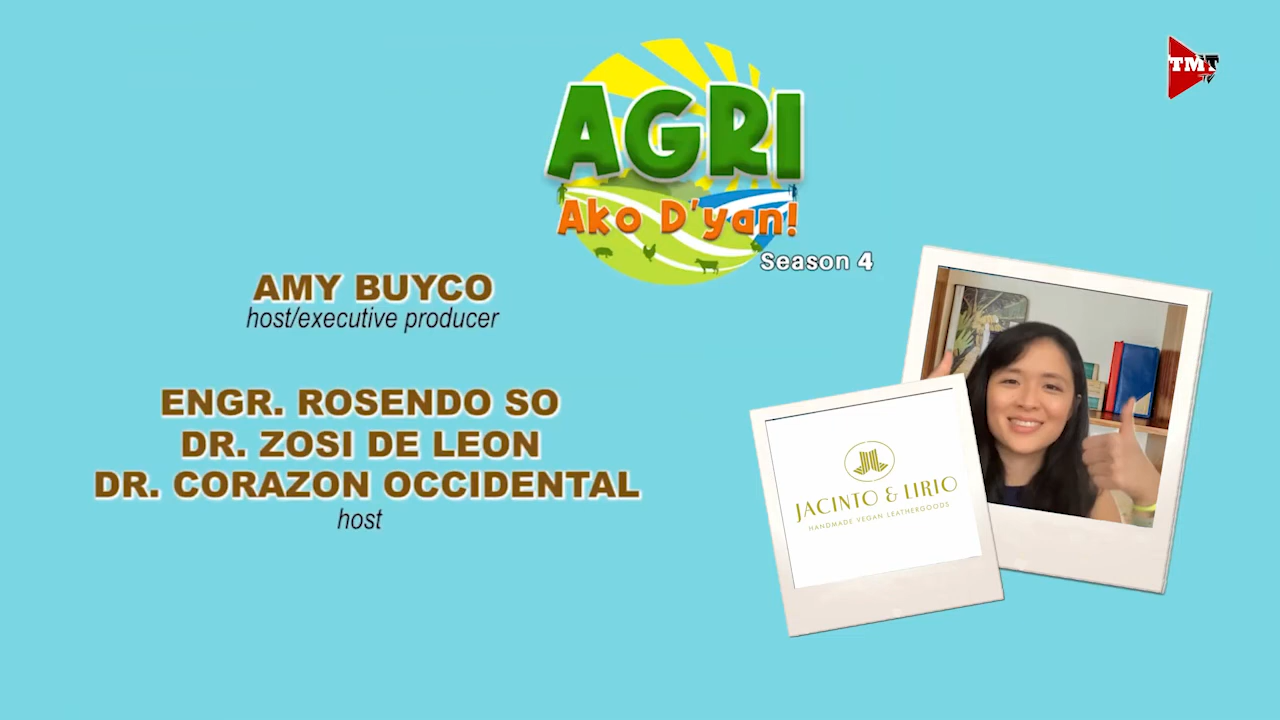 TMT
TV
AGRI
Ako D'yan!
Season 4
AMY BUYCO
host/executive producer
ENGR. ROSENDO SO
DR. ZOSI DE LEON
DR. CORAZON OCCIDENTAL
host
JACINTO & LIRIO
HANDMADE VEGAN LEATHERGOODS